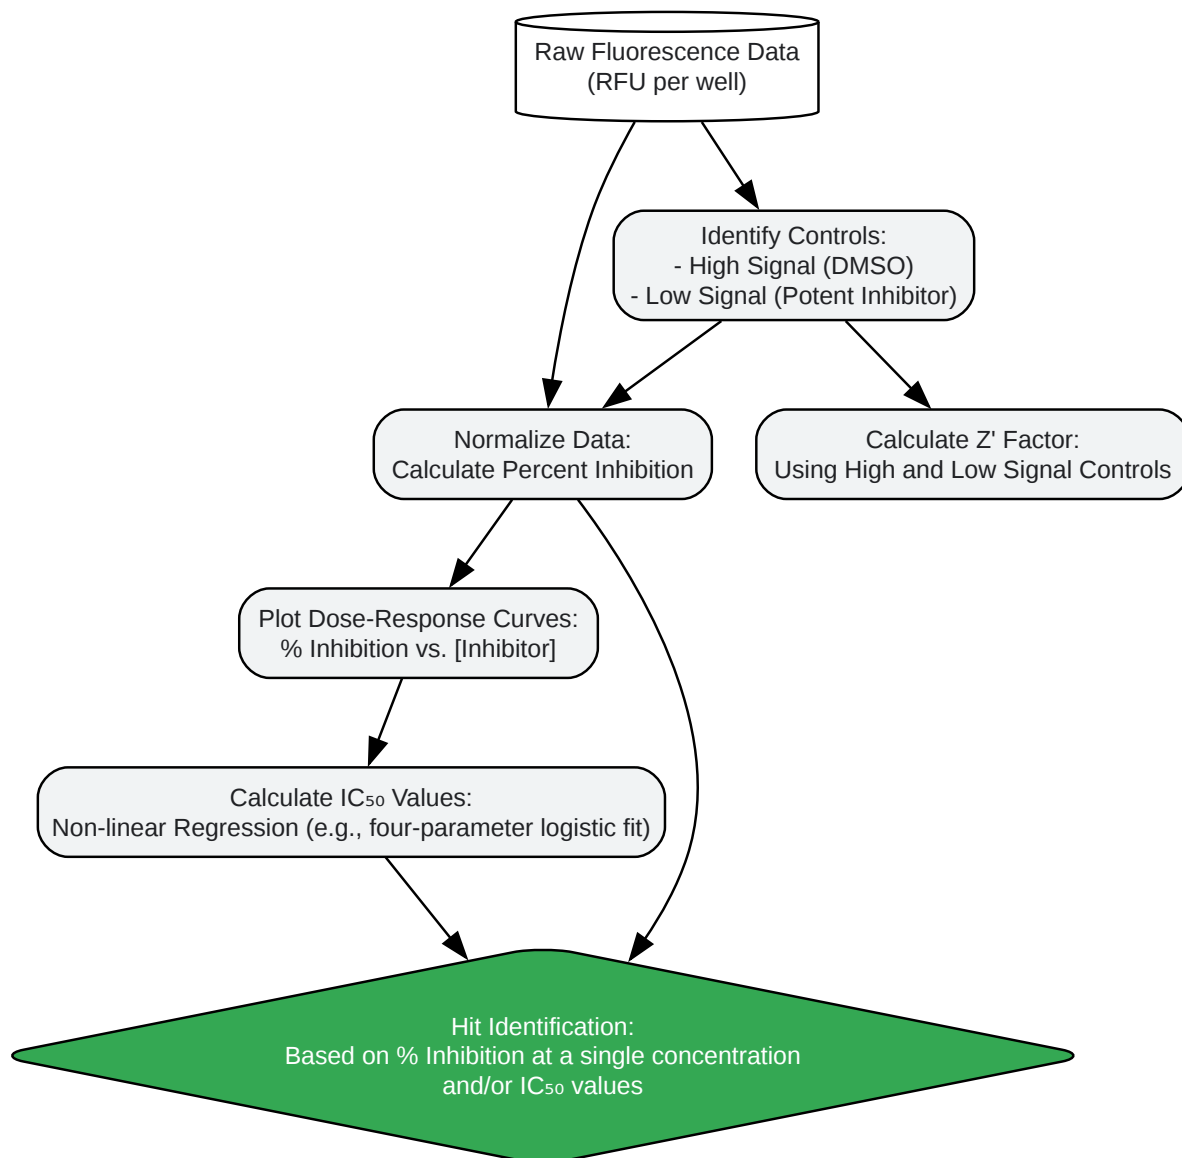 Raw Fluorescence Data
(RFU per well)
Identify Controls:
- High Signal (DMSO)
- Low Signal (Potent Inhibitor)
Normalize Data:
Calculate Percent Inhibition
Calculate Z' Factor:
Using High and Low Signal Controls
Plot Dose-Response Curves:
% Inhibition vs. [Inhibitor]
Calculate IC₅₀ Values:
Non-linear Regression (e.g., four-parameter logistic fit)
Hit Identification:
Based on % Inhibition at a single concentration
and/or IC₅₀ values